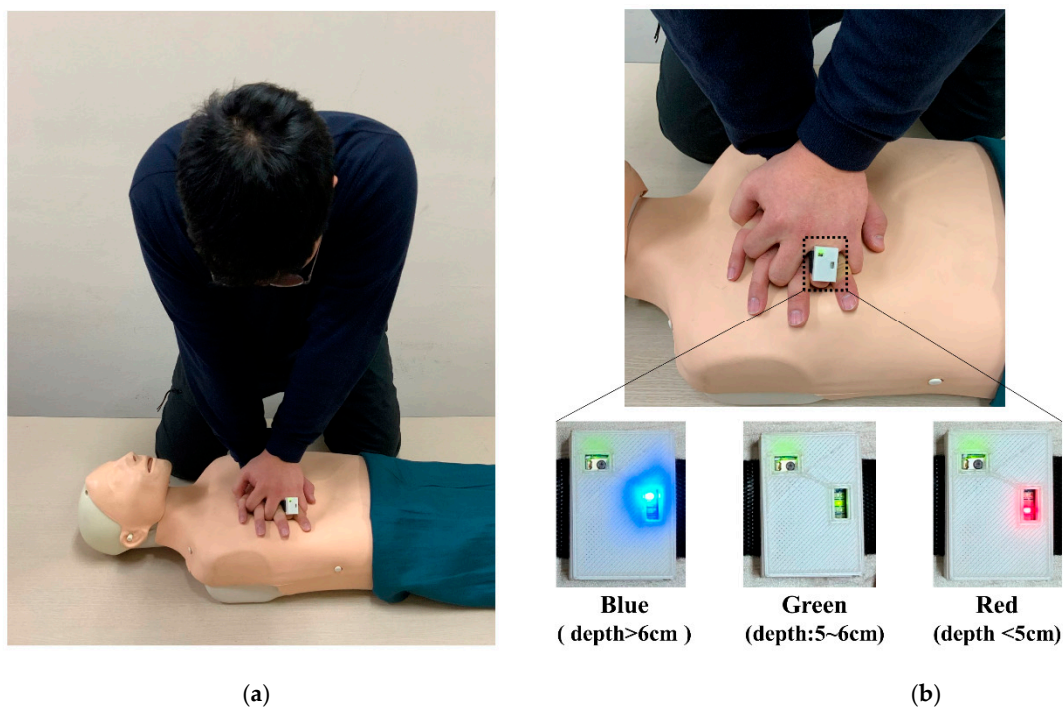 Blue
( depth>6cm )
Green
(depth:5~6cm)
Red
(depth <5cm)
(a)
(b)